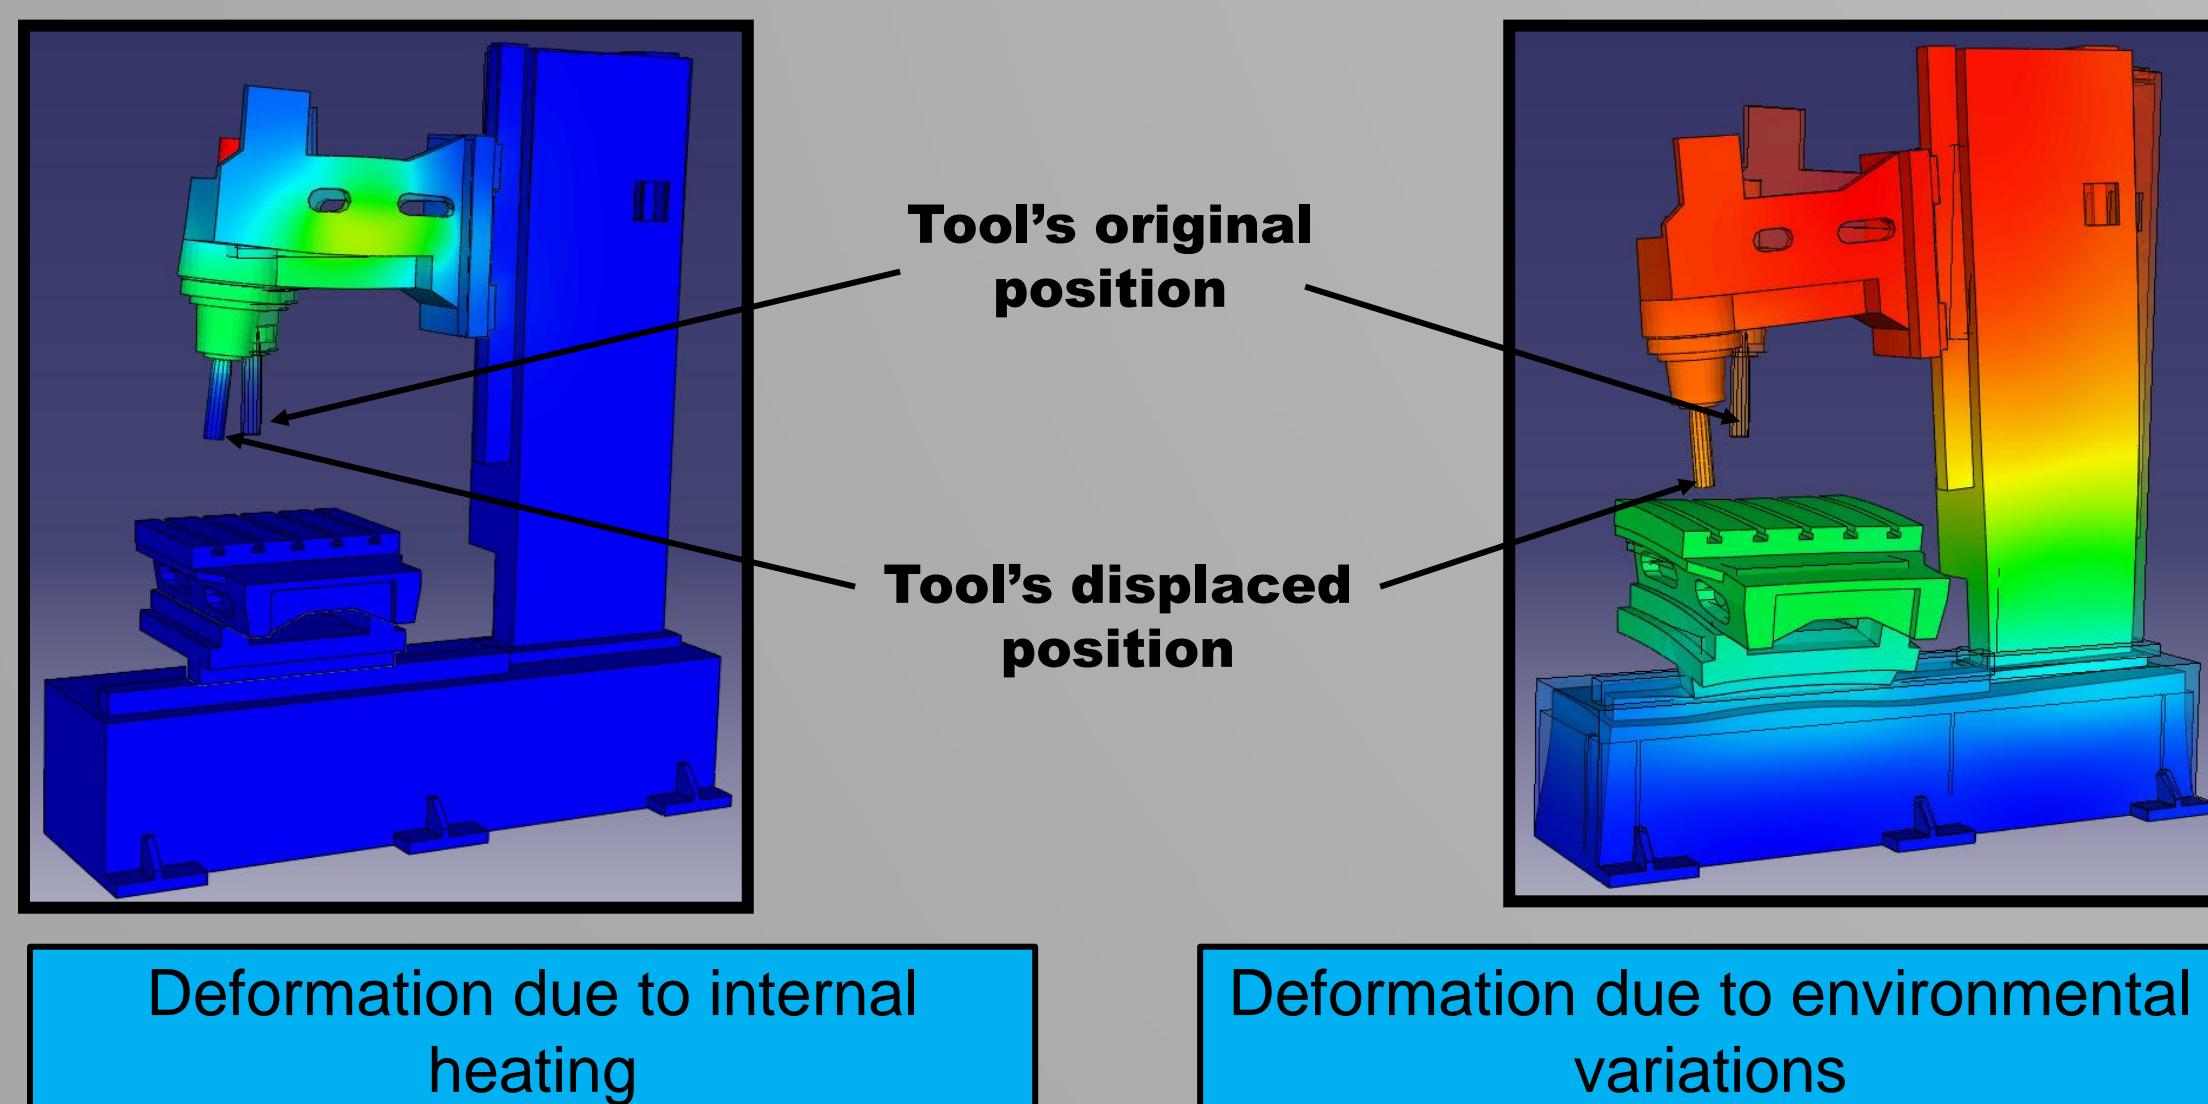 Tool’s original
position
Tool’s displaced
position
Deformation due to internal
heating
Deformation due to environmental
variations